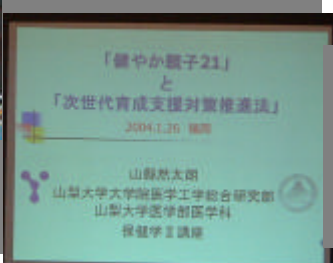 「健やか親子21」
と
「次世代育成支援対策推進法」
2004.1.26 福岡
山縣然太朗
山梨大学大学院医学工学総合研究部
山梨大学医学部医学科
保健学Ⅱ講座